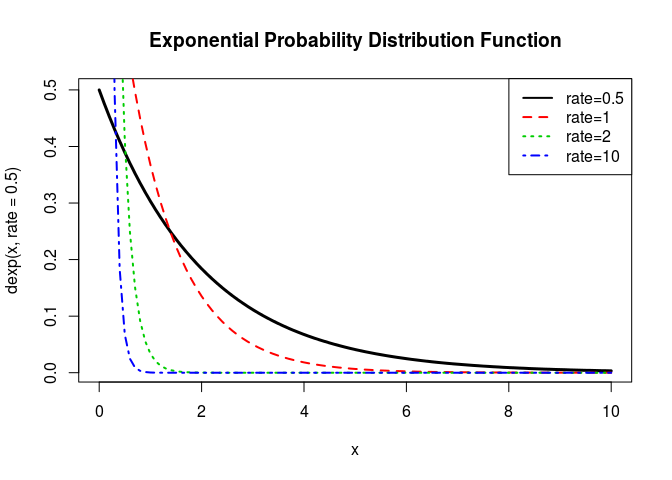 Exponential Probability Distribution Function
rate=0.5
rate=1
rate=2
rate=10
dexp(x, rate = 0.5)
0.5
0.4
0.3
0.2
0.1
0.0
0 2 4 6 8 10
x